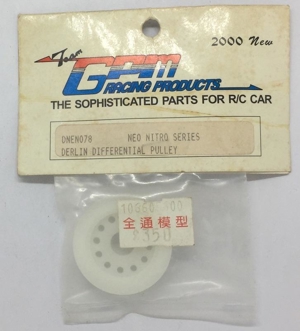 Team
2000 New
GPM
RACING PRODUCTS
THE SOPHISTICATED PARTS FOR R/C CAR
ONEN078 NEO NITRO SERIES
DERLIN DIFFERENTIAL PULLEY
全通模型